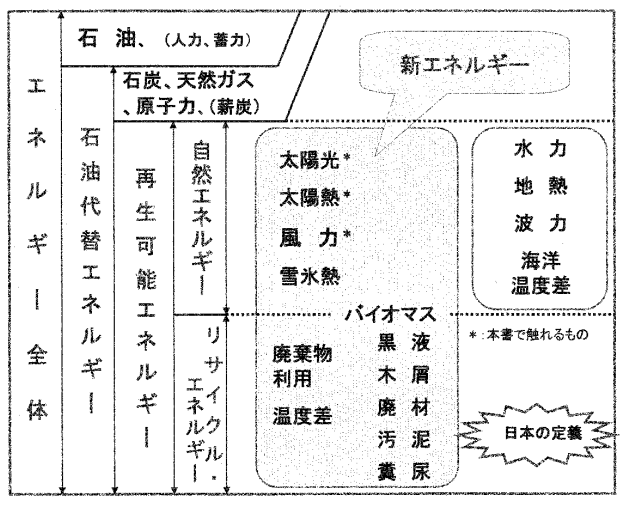 石 油、（人力、蓄力）
石炭、天然ガス
、原子力、（薪炭）
エネルギー全体
石油代替エネルギー
再生可能エネルギー
自然エネルギー
リサイクル・
エネルギー
新エネルギー
太陽光*
太陽熱*
風 力*
雪氷熱
バイオマス
廃棄物
利用
温度差
黒 液
木 屑
廃 材
汚 泥
糞 尿
水 力
地 熱
波 力
海洋
温度差
*：本書で触れるもの
日本の定義